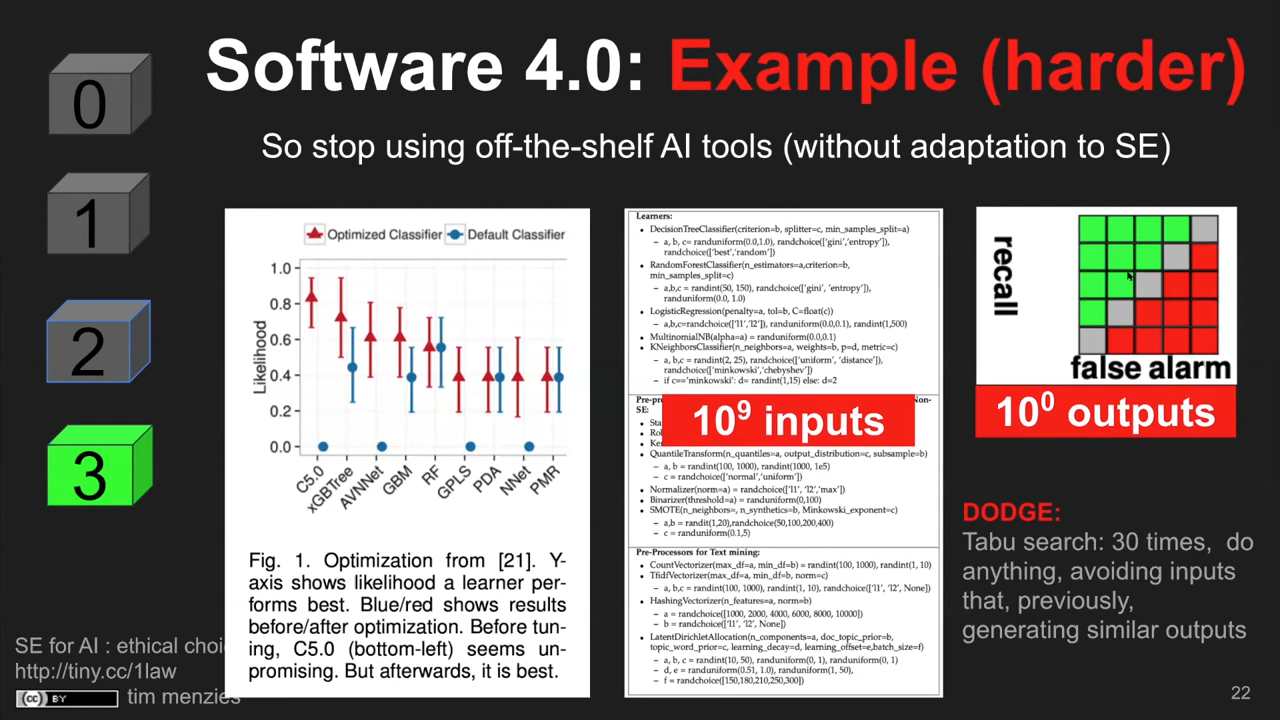 Software 4.0: Example (harder)
So stop using off-the-shelf AI tools (without adaptation to SE)
0
1
2
3
Optimized Classifier Default Classifier
Likelihood
1.0
0.8
0.6
0.4
0.2
0.0
C5.0
xGBTree
AVNNet
GBM
RF
GPLS
PDA
NNet
PMR
Fig. 1. Optimization from [21]. Y-
axis shows likelihood a learner per-
forms best. Blue/red shows results
before/after optimization. Before tun-
ing, C5.0 (bottom-left) seems un-
promising. But afterwards, it is best.
Learners:
• DecisionTreeClassifier(criterion=b, splitter=c, min_samples_split=a)
– a, b, c= randuniform(0.0,1.0), randchoice(['gini','entropy']),
randchoice(['best','random'])
• RandomForestClassifier(n_estimators=a,criterion=b,
min_samples_split=c)
– a,b,c = randint(50, 150), randchoice(['gini', 'entropy']),
randuniform(0.0, 1.0)
• LogisticRegression(penalty=a, tol=b, C=float(c))
– a,b,c=randchoice(['l1','l2']), randuniform(0.0,0.1), randint(1,500)
• MultinomialNB(alpha=a) = randuniform(0.0,0.1)
• KNeighborsClassifier(n_neighbors=a, weights=b, p=d, metric=c)
– a, b,c = randint(2, 25), randchoice(['uniform', 'distance']),
randchoice(['minkowski','chebyshev'])
– if c=='minkowski': d= randint(1,15) else: d=2
Non-
SE:
10⁹ inputs
• QuantileTransform(n_quantiles=a, output_distribution=c, subsample=b)
– a, b = randint(100, 1000), randint(1000, 1e5)
– c = randchoice(['normal','uniform'])
• Normalizer(norm=a) = randchoice(['l1', 'l2','max'])
• Binarizer(threshold=a) = randuniform(0,100)
• SMOTE(n_neighbors=, n_synthetics=b, Minkowski_exponent=c)
– a,b = randit(1,20),randchoice(50,100,200,400)
– c = randuniform(0.1,5)
Pre-Processors for Text mining:
• CountVectorizer(max_df=a, min_df=b) = randint(100, 1000), randint(1, 10)
• TfidfVectorizer(max_df=a, min_df=b, norm=c)
– a, b,c = randint(100, 1000), randint(1, 10), randchoice(['l1', 'l2', None])
• HashingVectorizer(n_features=a, norm=b)
– a = randchoice([1000, 2000, 4000, 6000, 8000, 10000])
– b = randchoice(['l1', 'l2', None])
• LatentDirichletAllocation(n_components=a, doc_topic_prior=b,
topic_word_prior=c, learning_decay=d, learning_offset=e,batch_size=f)
– a, b, c = randint(10, 50), randuniform(0, 1), randuniform(0, 1)
– d, e = randuniform(0.51, 1.0), randuniform(1, 50),
– f = randchoice([150,180,210,250,300])
recall
false alarm
10⁰ outputs
DODGE:
Tabu search: 30 times, do
anything, avoiding inputs
that, previously,
generating similar outputs
SE for AI : ethical choi
http://tiny.cc/1law
cc BY tim menzies
22